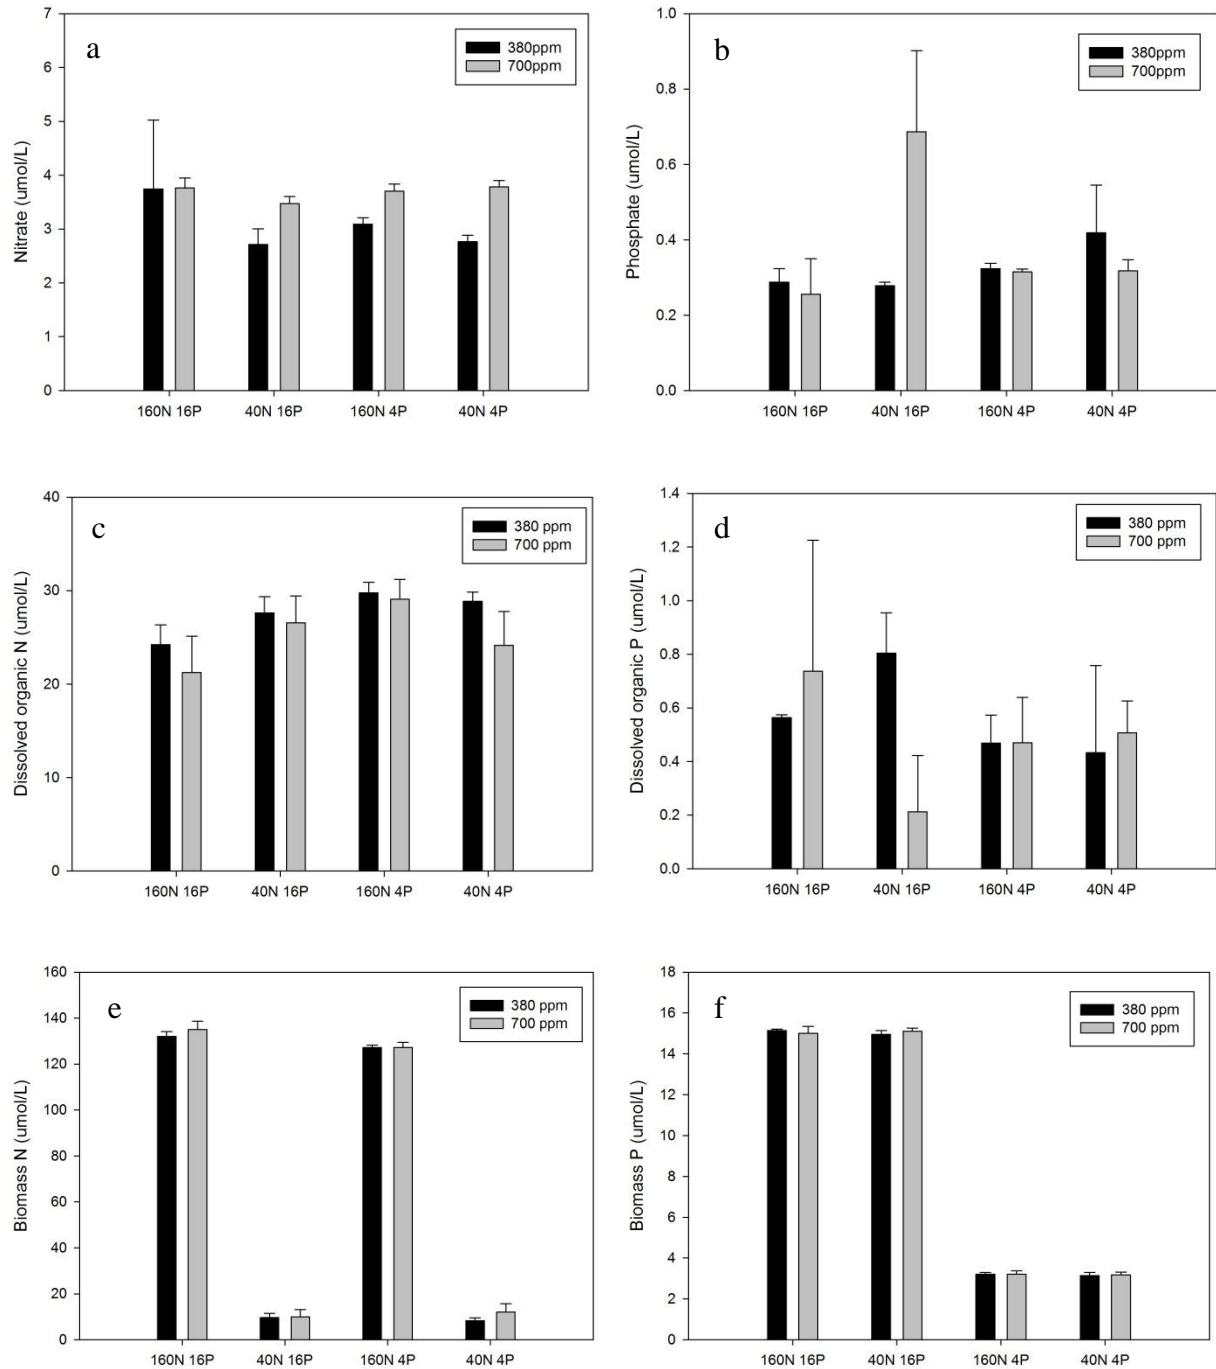 a
380ppm
700ppm
Nitrate (umol/L)
7
6
5
4
3
2
1
0
160N 16P 40N 16P 160N 4P 40N 4P
b
380ppm
700ppm
Phosphate (umol/L)
1.0
0.8
0.6
0.4
0.2
0.0
160N 16P 40N 16P 160N 4P 40N 4P
c
380 ppm
700 ppm
Dissolved organic N (umol/L)
40
30
20
10
0
160N 16P 40N 16P 160N 4P 40N 4P
d
380 ppm
700 ppm
Dissolved organic P (umol/L)
1.4
1.2
1.0
0.8
0.6
0.4
0.2
0.0
160N 16P 40N 16P 160N 4P 40N 4P
e
380 ppm
700 ppm
Biomass N (umol/L)
160
140
120
100
80
60
40
20
0
160N 16P 40N 16P 160N 4P 40N 4P
f
380 ppm
700 ppm
Biomass P (umol/L)
18
16
14
12
10
8
6
4
2
0
160N 16P 40N 16P 160N 4P 40N 4P